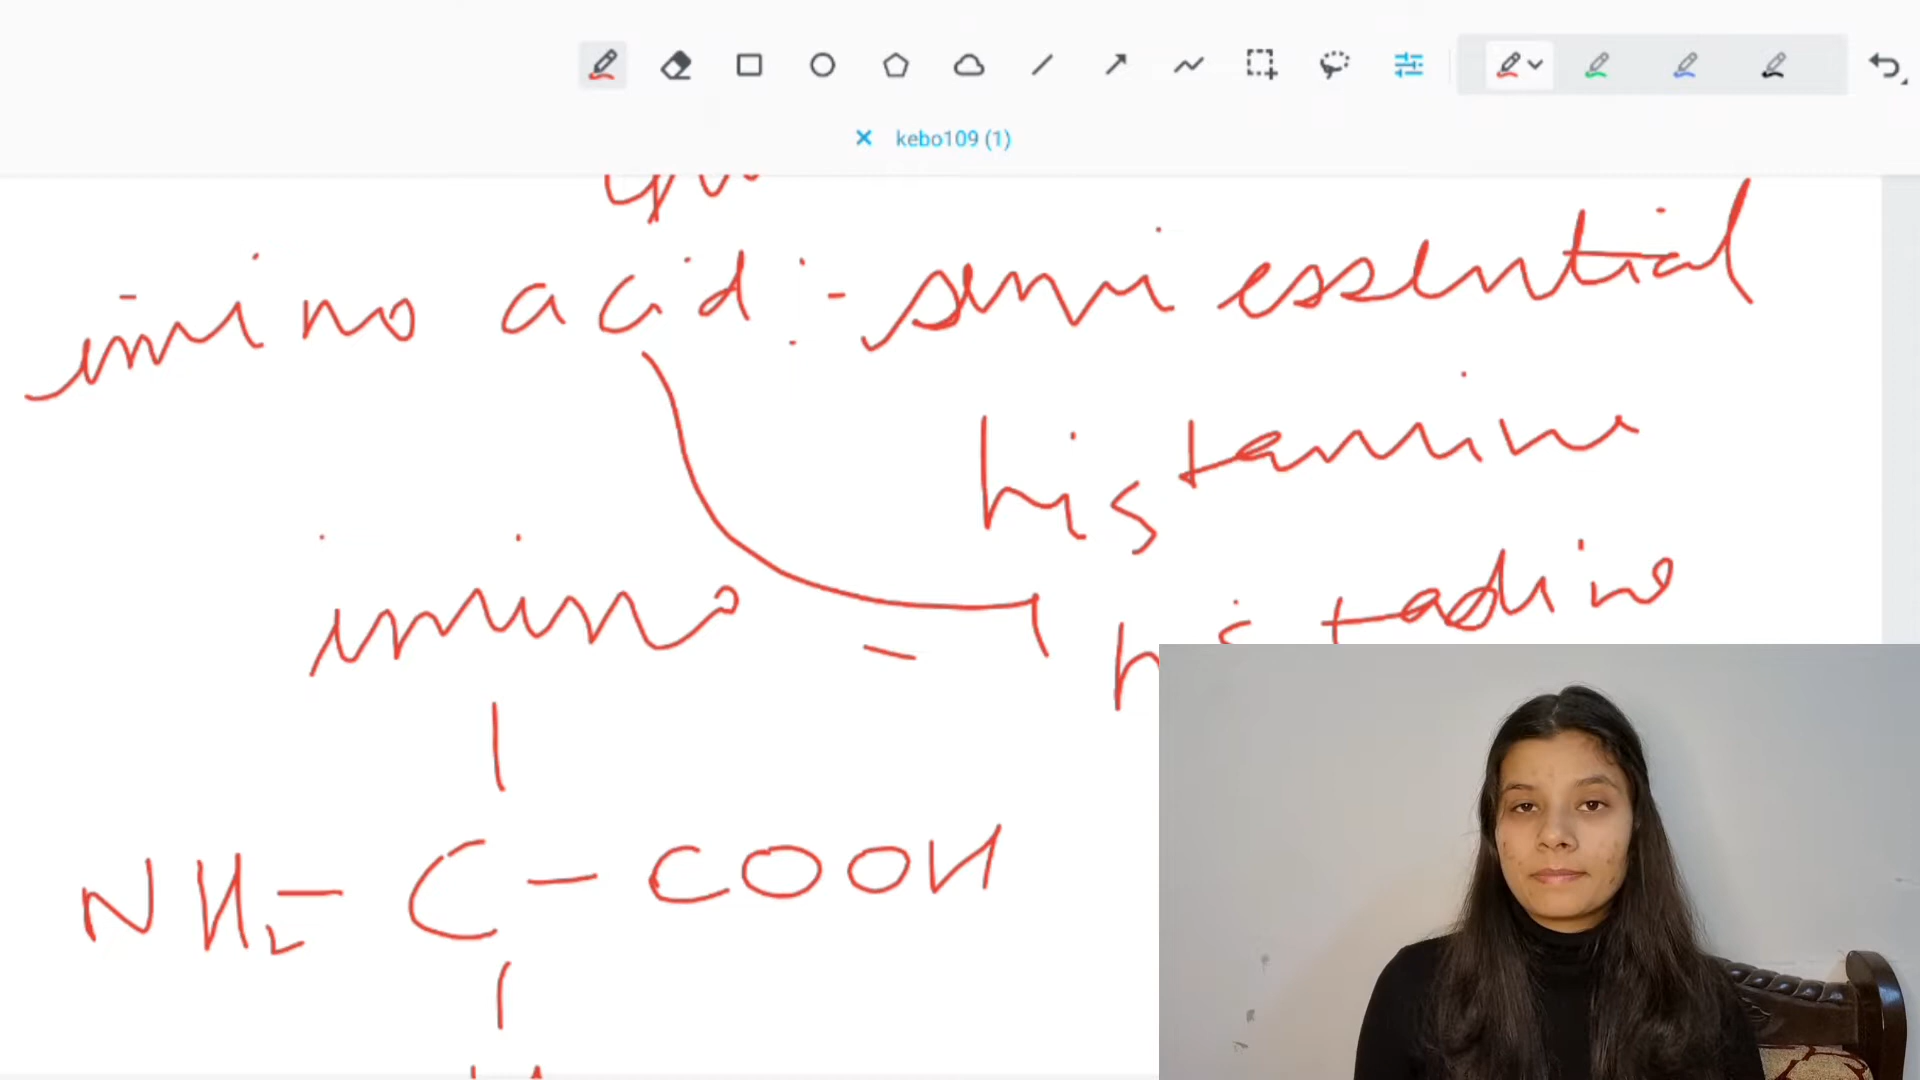 kebo109 (1)
imino acid :- semi essential
histamine
imino - histadine
NH2 - C - COOH
H